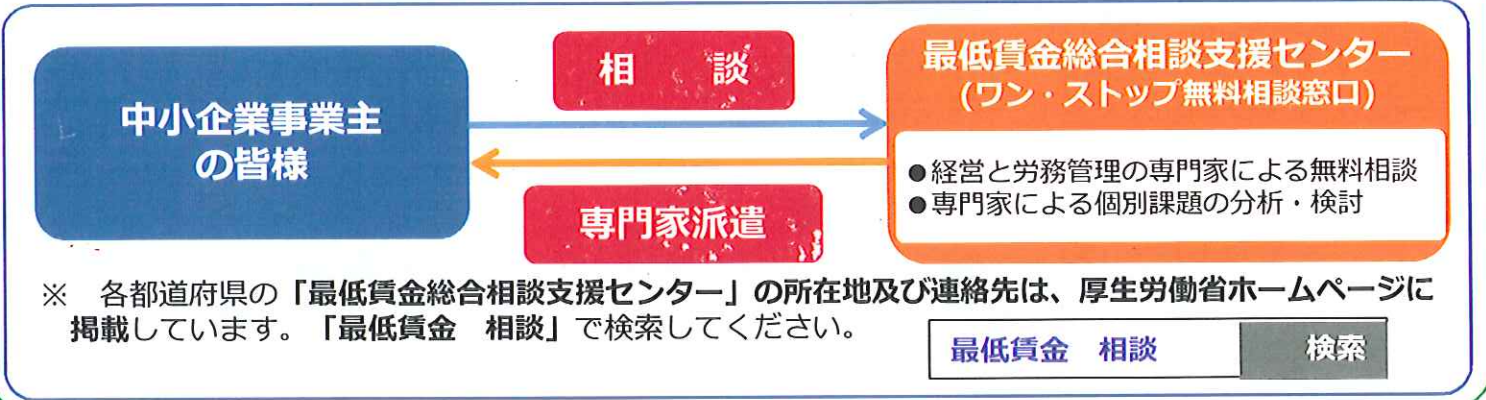 中小企業事業主
の皆様
相　談
専門家派遣
最低賃金総合相談支援センター
(ワン・ストップ無料相談窓口)
●経営と労務管理の専門家による無料相談
●専門家による個別課題の分析・検討
※　各都道府県の「最低賃金総合相談支援センター」の所在地及び連絡先は、厚生労働省ホームページに
掲載しています。「最低賃金　相談」で検索してください。
最低賃金　相談
検索